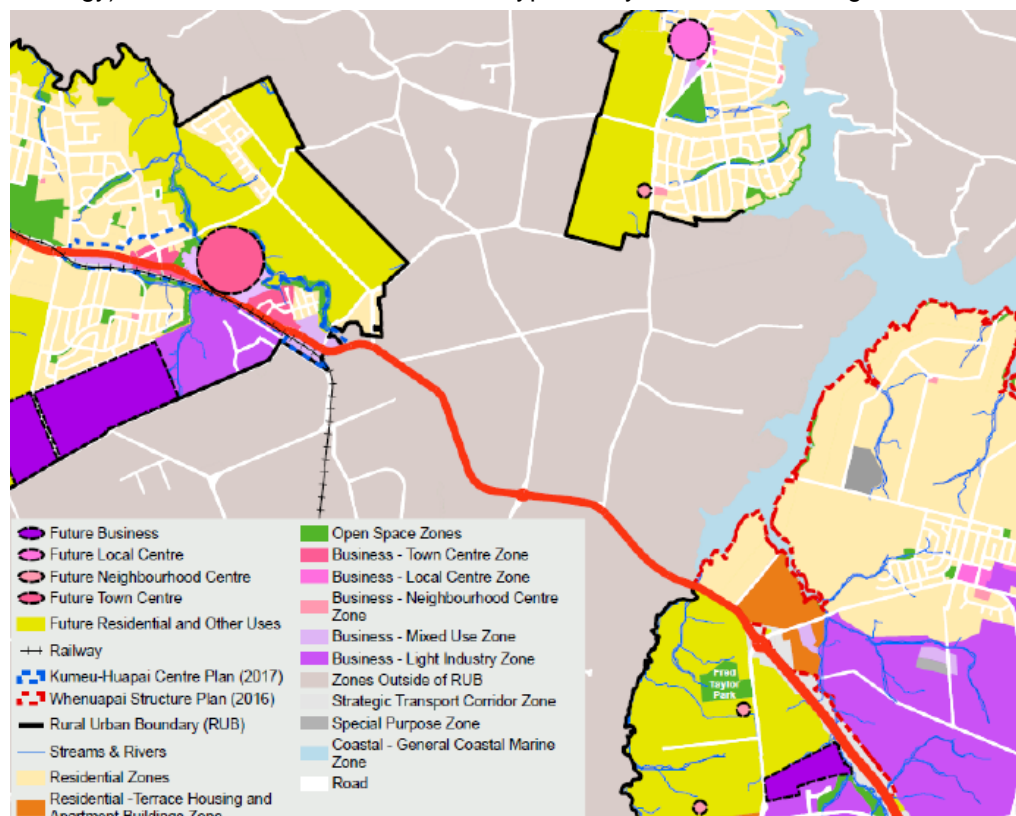 Fred
Taylor
Park
Future Business
Future Local Centre
Future Neighbourhood Centre
Future Town Centre
Future Residential and Other Uses
Railway
Kumeu-Huapai Centre Plan (2017)
Whenuapai Structure Plan (2016)
Rural Urban Boundary (RUB)
Streams & Rivers
Residential Zones
Residential -Terrace Housing and
Open Space Zones
Business - Town Centre Zone
Business - Local Centre Zone
Business - Neighbourhood Centre
Zone
Business - Mixed Use Zone
Business - Light Industry Zone
Zones Outside of RUB
Strategic Transport Corridor Zone
Special Purpose Zone
Coastal - General Coastal Marine
Zone
Road